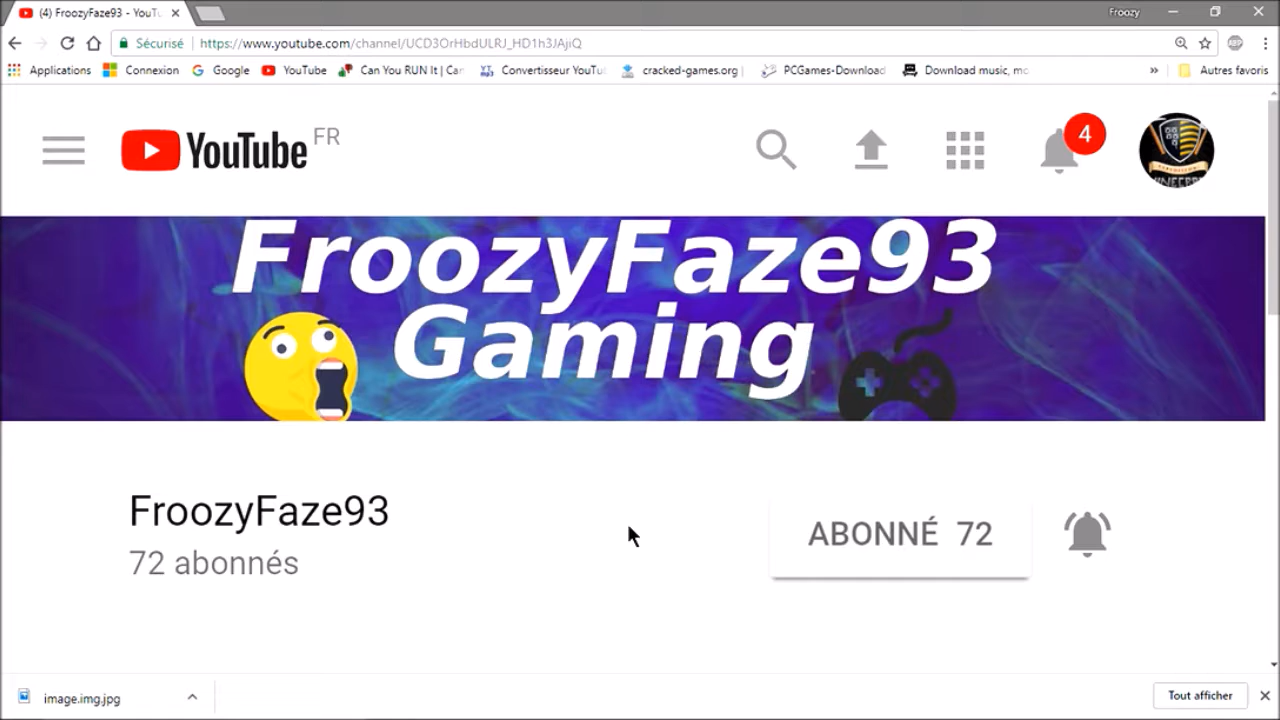 (4) FroozyFaze93 - YouTu
Froozy
Sécurisé
https://www.youtube.com/channel/UCD3OrHbdULRJ_HD1h3JAjiQ
Applications
Connexion
Google
YouTube
Can You RUN It | Can
Convertisseur YouTu
cracked-games.org |
PCGames-Download
Download music, mo
»
Autres favoris
YouTube FR
4
FroozyFaze93
Gaming
FroozyFaze93
72 abonnés
ABONNÉ 72
image.img.jpg
Tout afficher